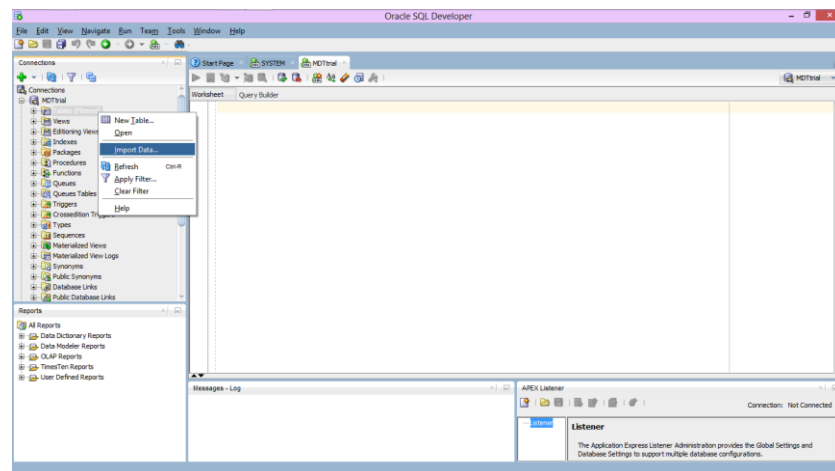 Oracle SQL Developer
File Edit View Navigate Run Team Tools Window Help
Connections
Start Page SYSTEM MDTtrial
MDTtrial
Worksheet Query Builder
Connections
MDTtrial
Views
Editioning Views
Indexes
Packages
Procedures
Functions
Queues
Queues Tables
Triggers
Crossedition
Types
Sequences
Materialized Views
Materialized View Logs
Synonyms
Public Synonyms
Database Links
Public Database Links
New Table...
Open
Import Data...
Refresh Ctrl-R
Apply Filter...
Clear Filter
Help
Reports
All Reports
Data Dictionary Reports
Data Modeler Reports
OLAP Reports
TimesTen Reports
User Defined Reports
Messages - Log
APEX Listener
Connection: Not Connected
Listener
Listener
The Application Express Listener Administration provides the Global Settings and
Database Settings to support multiple database configurations.